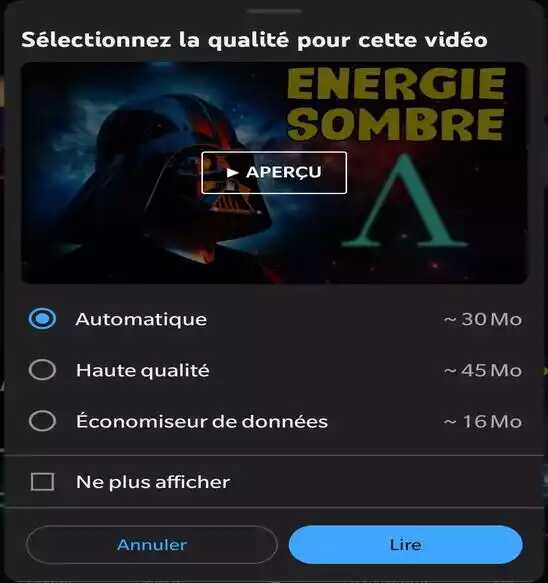 Sélectionnez la qualité pour cette vidéo
ENERGIE
SOMBRE
► APERÇU
Λ
Automatique ~ 30 Mo
Haute qualité ~ 45 Mo
Économiseur de données ~ 16 Mo
Ne plus afficher
Annuler Lire